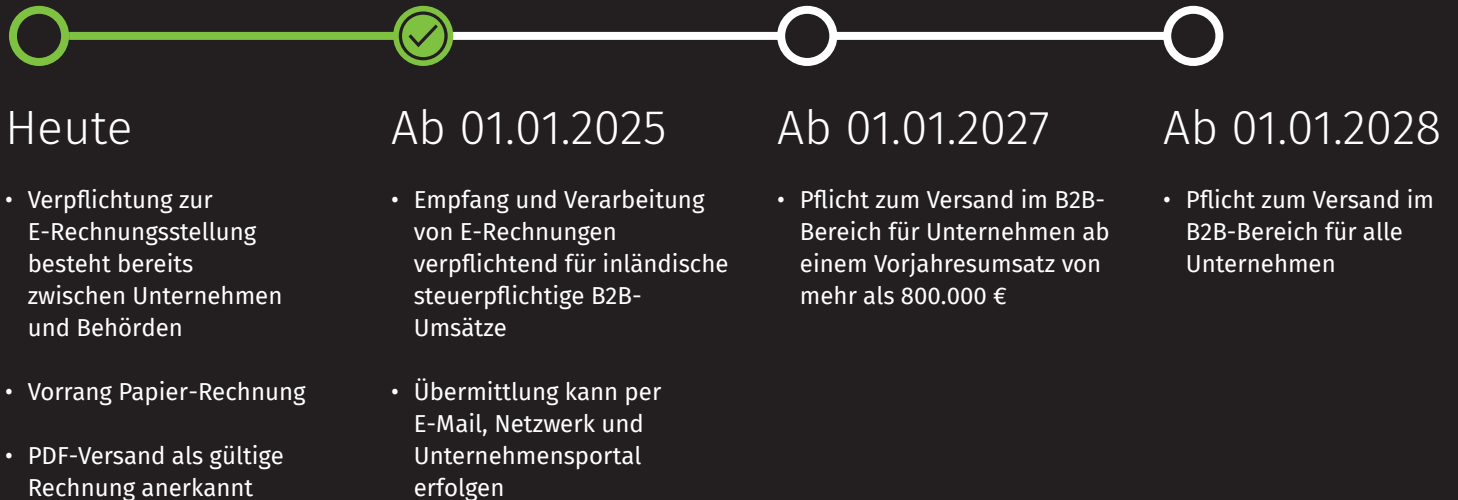 Heute
• Verpflichtung zur
E-Rechnungsstellung
besteht bereits
zwischen Unternehmen
und Behörden
• Vorrang Papier-Rechnung
• PDF-Versand als gültige
Rechnung anerkannt
Ab 01.01.2025
• Empfang und Verarbeitung
von E-Rechnungen
verpflichtend für inländische
steuerpflichtige B2B-
Umsätze
• Übermittlung kann per
E-Mail, Netzwerk und
Unternehmensportal
erfolgen
Ab 01.01.2027
• Pflicht zum Versand im B2B-
Bereich für Unternehmen ab
einem Vorjahresumsatz von
mehr als 800.000 €
Ab 01.01.2028
• Pflicht zum Versand im
B2B-Bereich für alle
Unternehmen